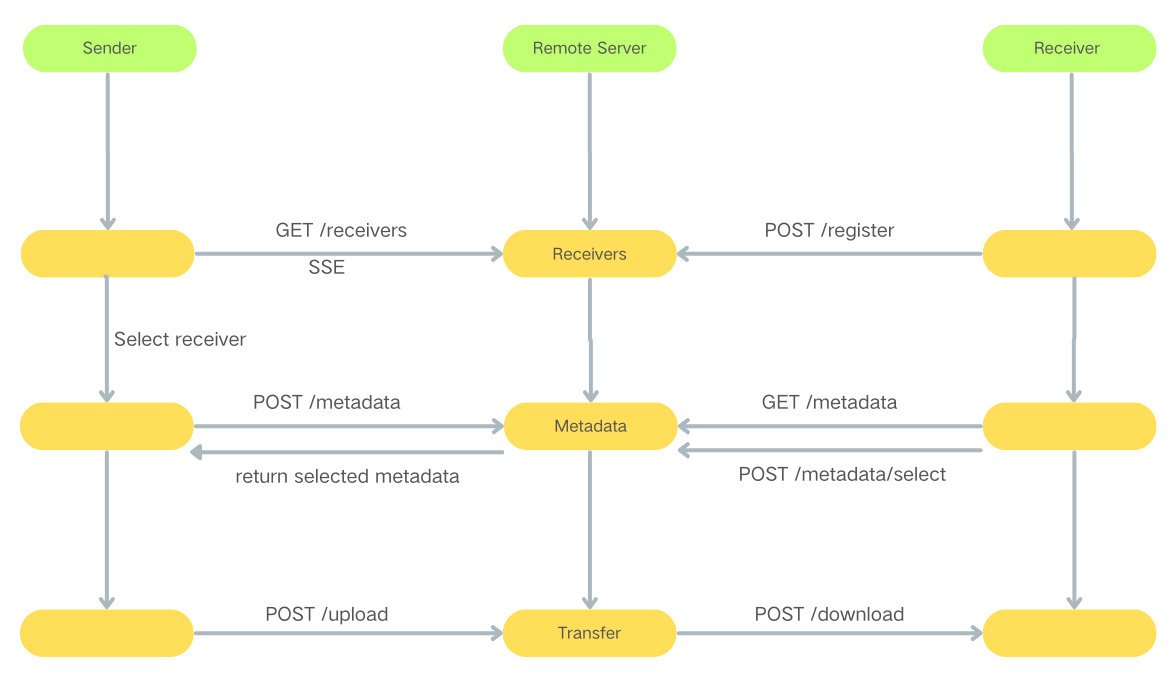 Sender
Remote Server
Receiver
GET /receivers
POST /register
Receivers
SSE
Select receiver
POST /metadata
GET /metadata
Metadata
return selected metadata
POST /metadata/select
POST /upload
POST /download
Transfer